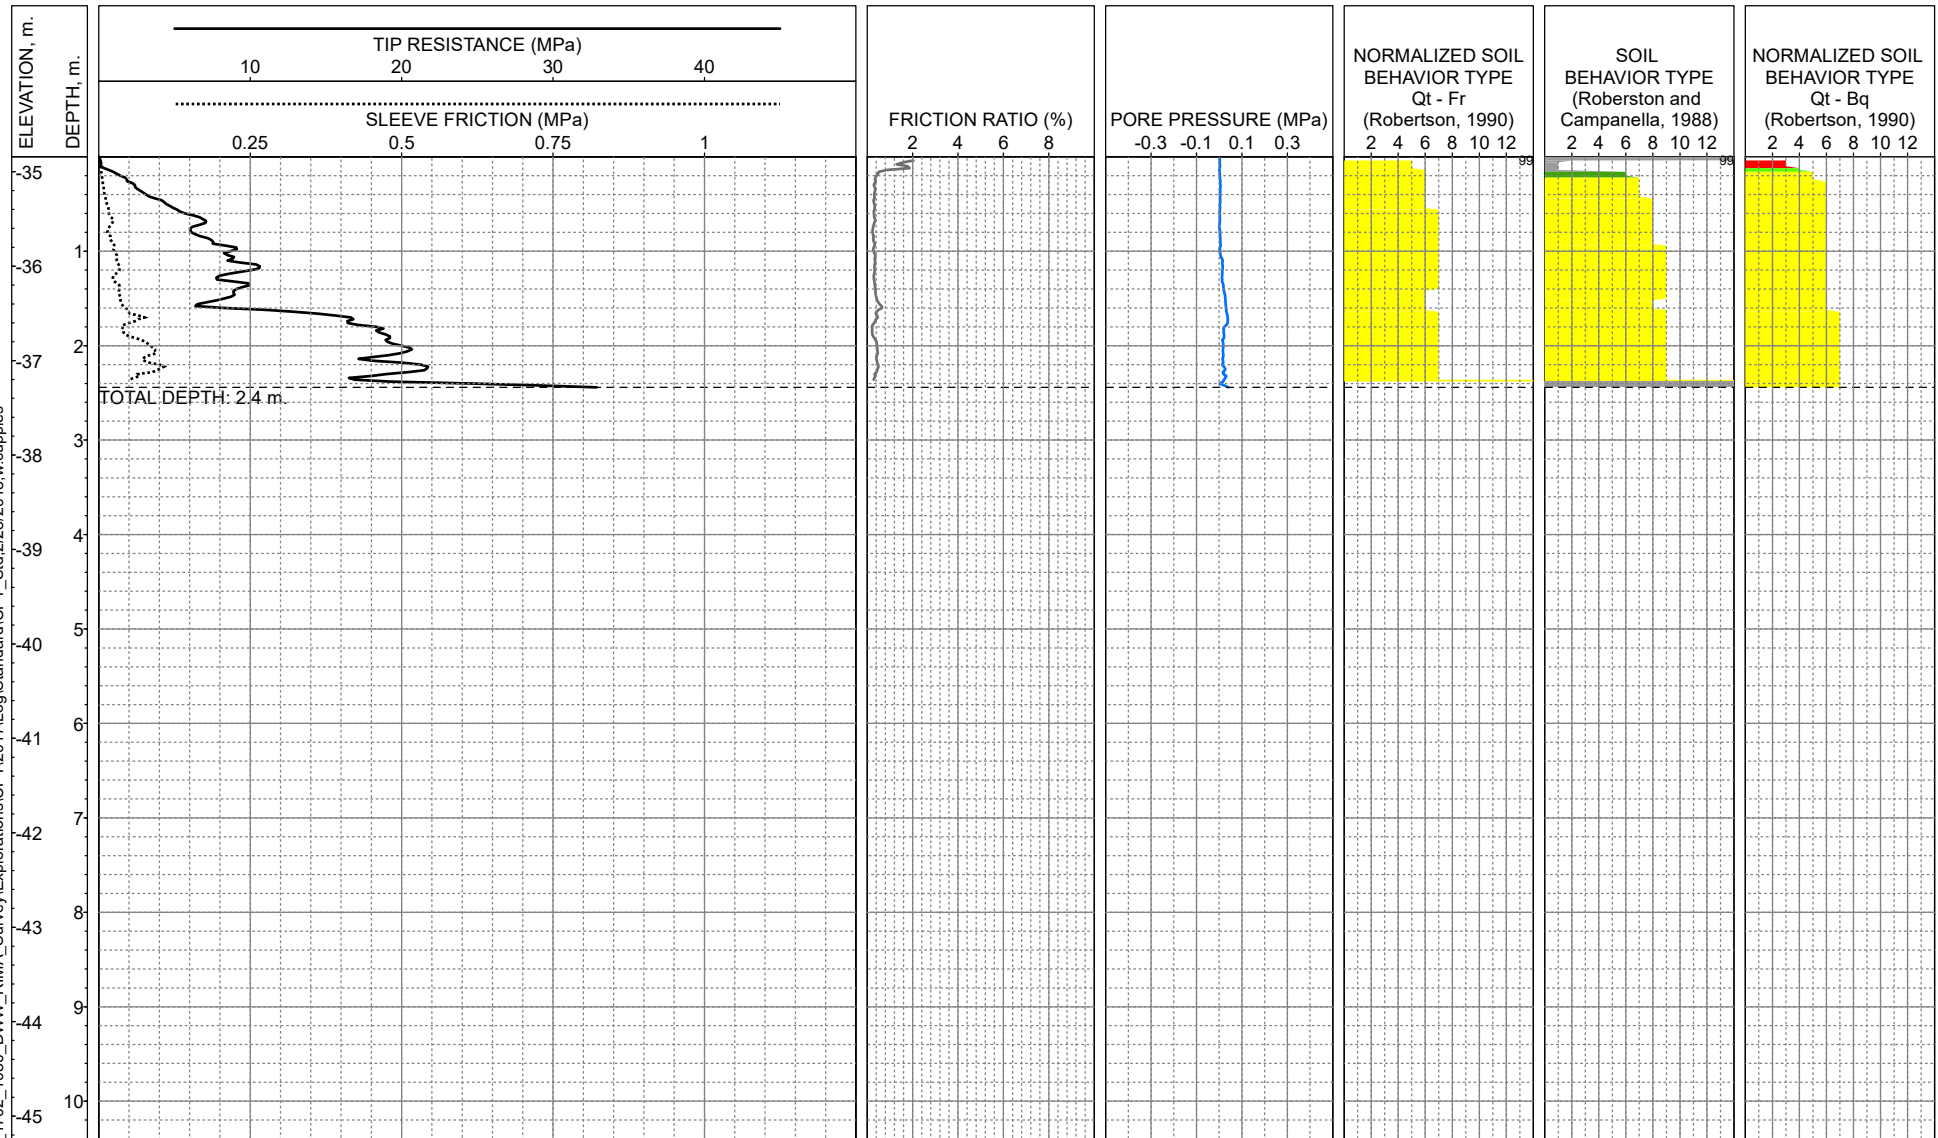 ELEVATION, m.
DEPTH, m.
TIP RESISTANCE (MPa)
10 20 30 40
SLEEVE FRICTION (MPa)
0.25 0.5 0.75 1
FRICTION RATIO (%)
2 4 6 8
PORE PRESSURE (MPa)
-0.3 -0.1 0.1 0.3
NORMALIZED SOIL
BEHAVIOR TYPE
Qt - Fr
(Robertson, 1990)
2 4 6 8 10 12
99
SOIL
BEHAVIOR TYPE
(Roberston and
Campanella, 1988)
2 4 6 8 10 12
99
NORMALIZED SOIL
BEHAVIOR TYPE
Qt - Bq
(Robertson, 1990)
2 4 6 8 10 12
-35
1
-36
2
-37
TOTAL DEPTH: 2.4 m.
3
-38
4
-39
5
-40
6
-41
7
-42
8
-43
9
-44
10
-45